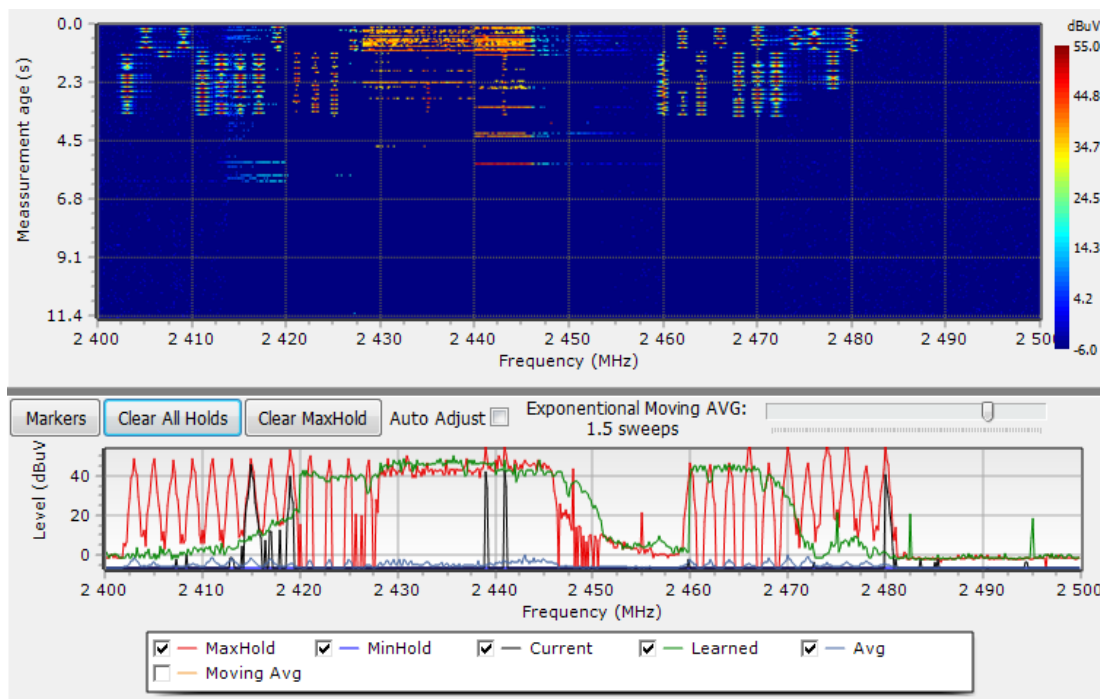 dBuV
0.0
2.3
4.5
6.8
9.1
11.4
Meassurement age (s)
2 400 2 410 2 420 2 430 2 440 2 450 2 460 2 470 2 480 2 490 2 500
Frequency (MHz)
55.0
44.8
34.7
24.5
14.3
4.2
-6.0
Markers Clear All Holds Clear MaxHold Auto Adjust Exponentional Moving AVG:
1.5 sweeps
Level (dBuV
40
20
0
2 400 2 410 2 420 2 430 2 440 2 450 2 460 2 470 2 480 2 490 2 500
Frequency (MHz)
MaxHold MinHold Current Learned Avg
Moving Avg